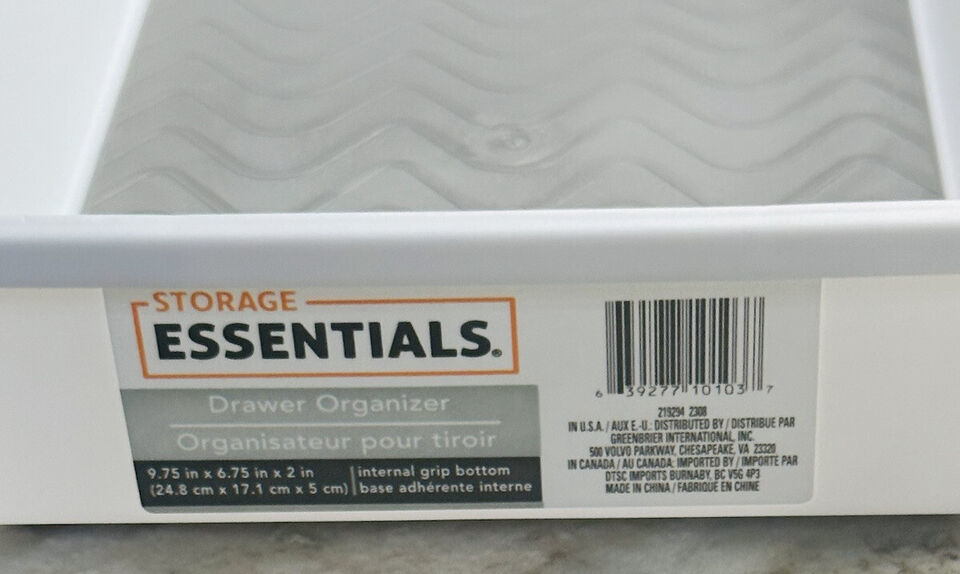 STORAGE
ESSENTIALS®
Drawer Organizer
Organisateur pour tiroir
9.75 in x 6.75 in x 2 in
(24.8 cm x 17.1 cm x 5 cm)
internal grip bottom
base adhérente interne
6 39277 10103 7
219294 2308
IN U.S.A. / AUX E.-U.: DISTRIBUTED BY / DISTRIBUE PAR
GREENBRIER INTERNATIONAL, INC.
500 VOLVO PARKWAY, CHESAPEAKE, VA 23320
IN CANADA / AU CANADA: IMPORTED BY / IMPORTE PAR
DTSC IMPORTS BURNABY, BC V5G 4P3
MADE IN CHINA / FABRIQUE EN CHINE